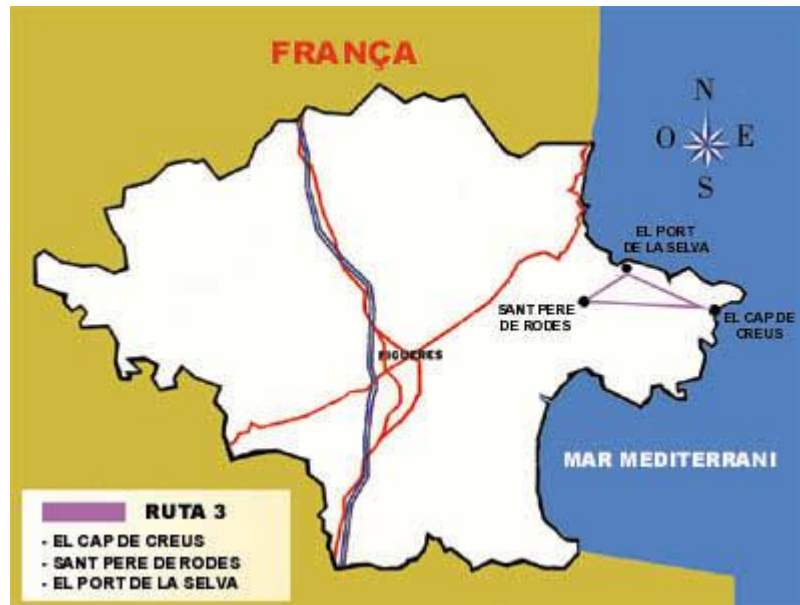 FRANÇA
N
O E
S
EL PORT
DE LA SELVA
SANT PERE
DE RODES
EL CAP DE
CREUS
FIGUERES
MAR MEDITERRANI
RUTA 3
- EL CAP DE CREUS
- SANT PERE DE RODES
- EL PORT DE LA SELVA